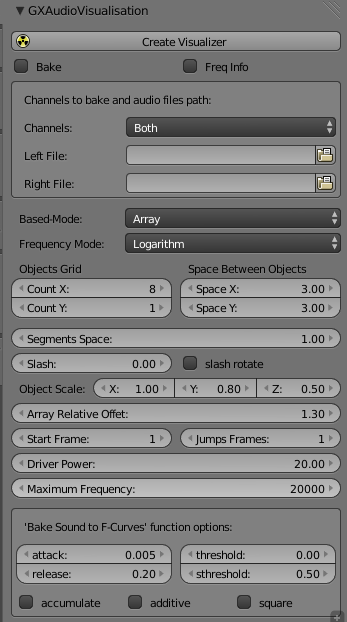 GXAudioVisualisation
Create Visualizer
Bake Freq Info
Channels to bake and audio files path:
Channels: Both
Left File:
Right File:
Based-Mode: Array
Frequency Mode: Logarithm
Objects Grid Space Between Objects
Count X: 8 Space X: 3.00
Count Y: 1 Space Y: 3.00
Segments Space: 1.00
Slash: 0.00 slash rotate
Object Scale: X: 1.00 Y: 0.80 Z: 0.50
Array Relative Offet: 1.30
Start Frame: 1 Jumps Frames: 1
Driver Power: 20.00
Maximum Frequency: 20000
'Bake Sound to F-Curves' function options:
attack: 0.005 threshold: 0.00
release: 0.20 sthreshold: 0.50
accumulate additive square